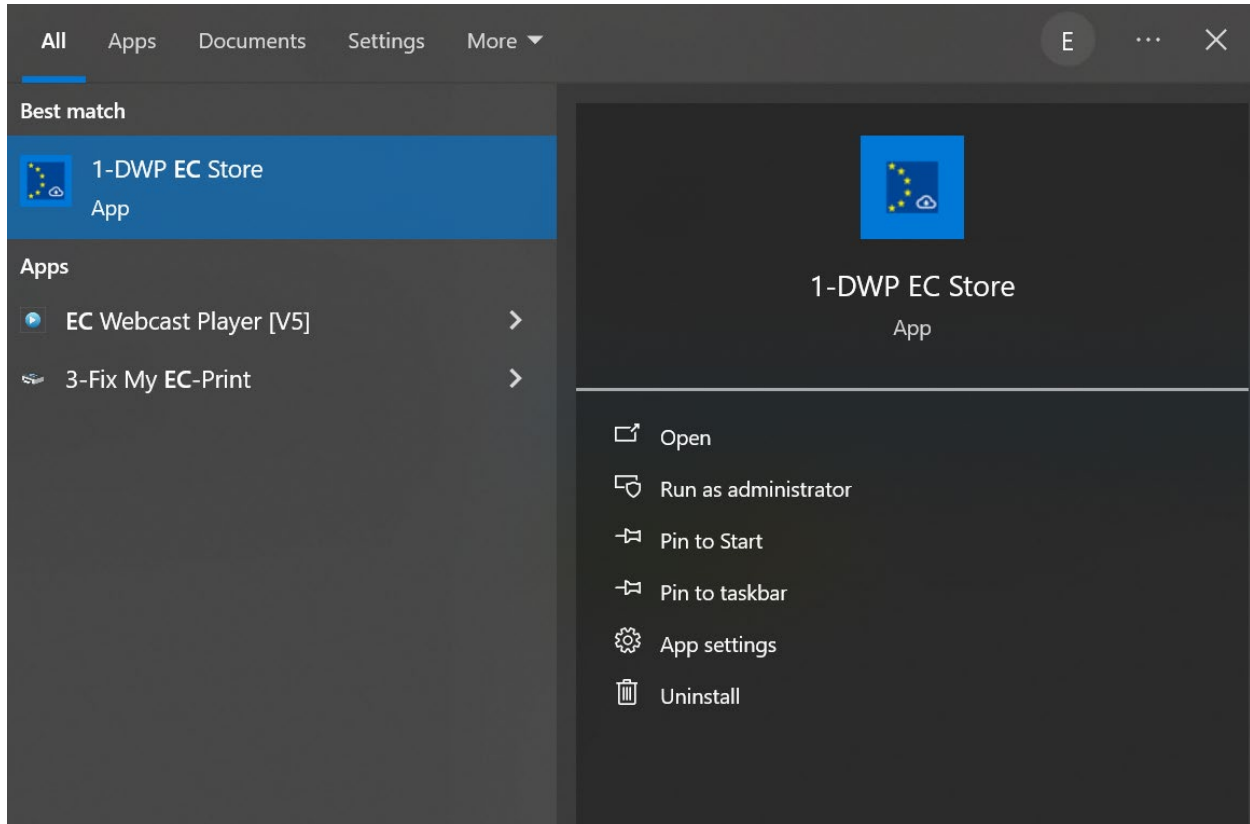 All Apps Documents Settings More E
Best match
1-DWP EC Store
App
Apps
EC Webcast Player [V5]
3-Fix My EC-Print
1-DWP EC Store
App
Open
Run as administrator
Pin to Start
Pin to taskbar
App settings
Uninstall